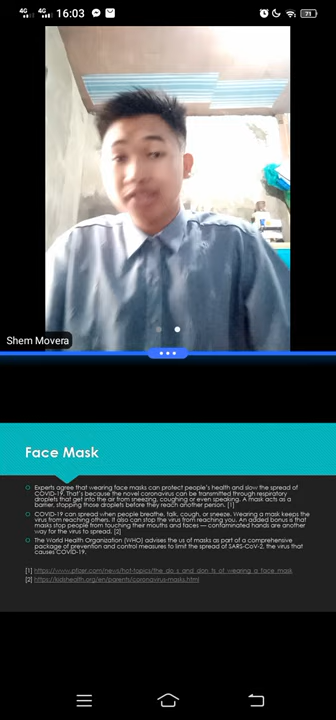 4G 4G 16:03 71
Shem Movera
Face Mask
Experts agree that wearing face masks can protect people's health and slow the spread of
COVID-19. That's because the novel coronavirus can be transmitted through respiratory
droplets that get into the air from sneezing, coughing or even speaking. A mask acts as a
barrier, stopping those droplets before they reach another person. [1]
COVID-19 can spread when people breathe, talk, cough, or sneeze. Wearing a mask keeps the
virus from reaching others. It also can stop the virus from reaching you. An added bonus is that
masks stop people from touching their mouths and faces — contaminated hands are another
way for the virus to spread. [2]
The World Health Organization (WHO) advises the us of masks as part of a comprehensive
package of prevention and control measures to limit the spread of SARS-CoV-2, the virus that
causes COVID-19.
[1] https://www.pfizer.com/news/hot-topics/the_do_s_and_don_ts_of_wearing_a_face_mask
[2] https://kidshealth.org/en/parents/coronavirus-masks.html